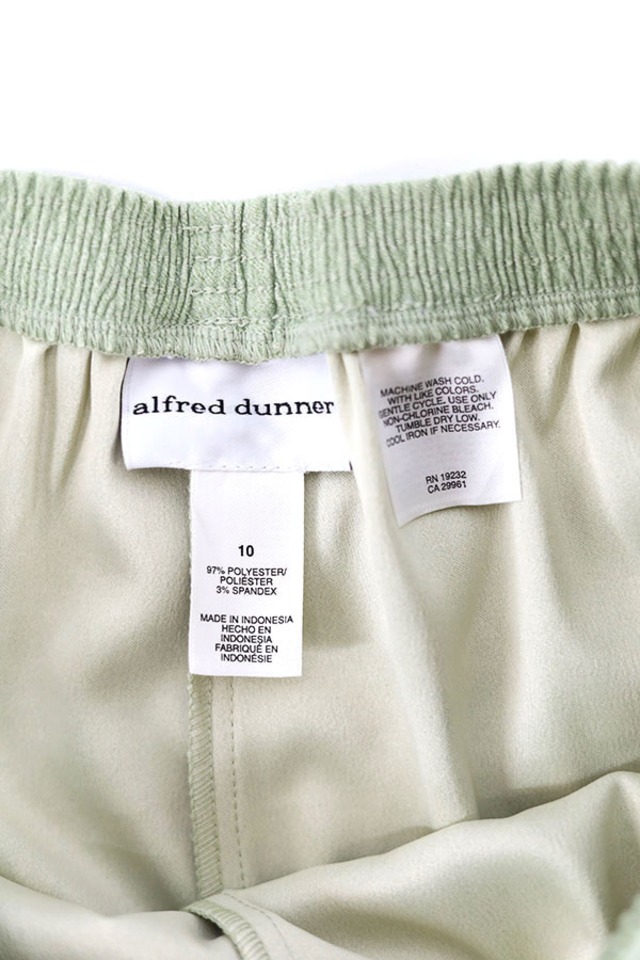 alfred dunner
10
97% POLYESTER/
POLIÉSTER
3% SPANDEX
MADE IN INDONESIA
HECHO EN
INDONESIA
FABRIQUÉ EN
INDONÉSIE
MACHINE WASH COLD.
WITH LIKE COLORS.
GENTLE CYCLE. USE ONLY
NON-CHLORINE BLEACH.
TUMBLE DRY LOW.
COOL IRON IF NECESSARY.
RN 19232
CA 29961